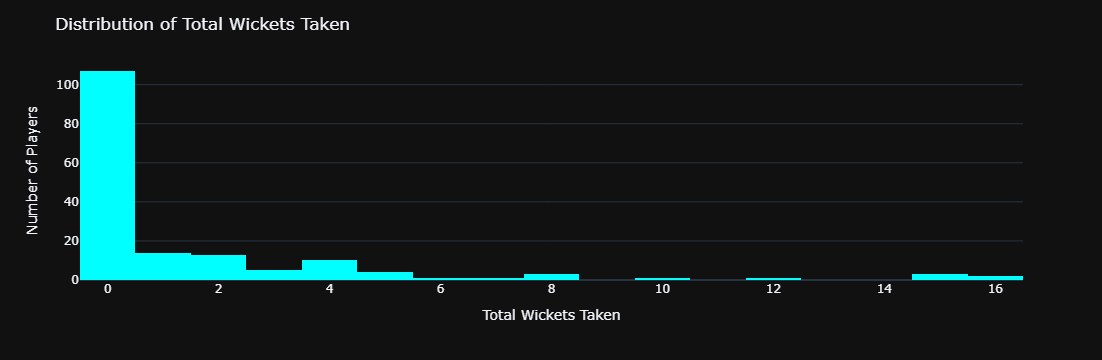 Distribution of Total Wickets Taken
100
80
60
40
20
0
Number of Players
0 2 4 6 8 10 12 14 16
Total Wickets Taken